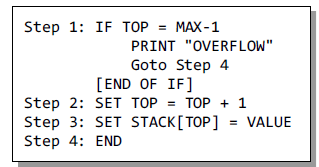 Step 1: IF TOP = MAX-1
PRINT "OVERFLOW"
Goto Step 4
[END OF IF]
Step 2: SET TOP = TOP + 1
Step 3: SET STACK[TOP] = VALUE
Step 4: END